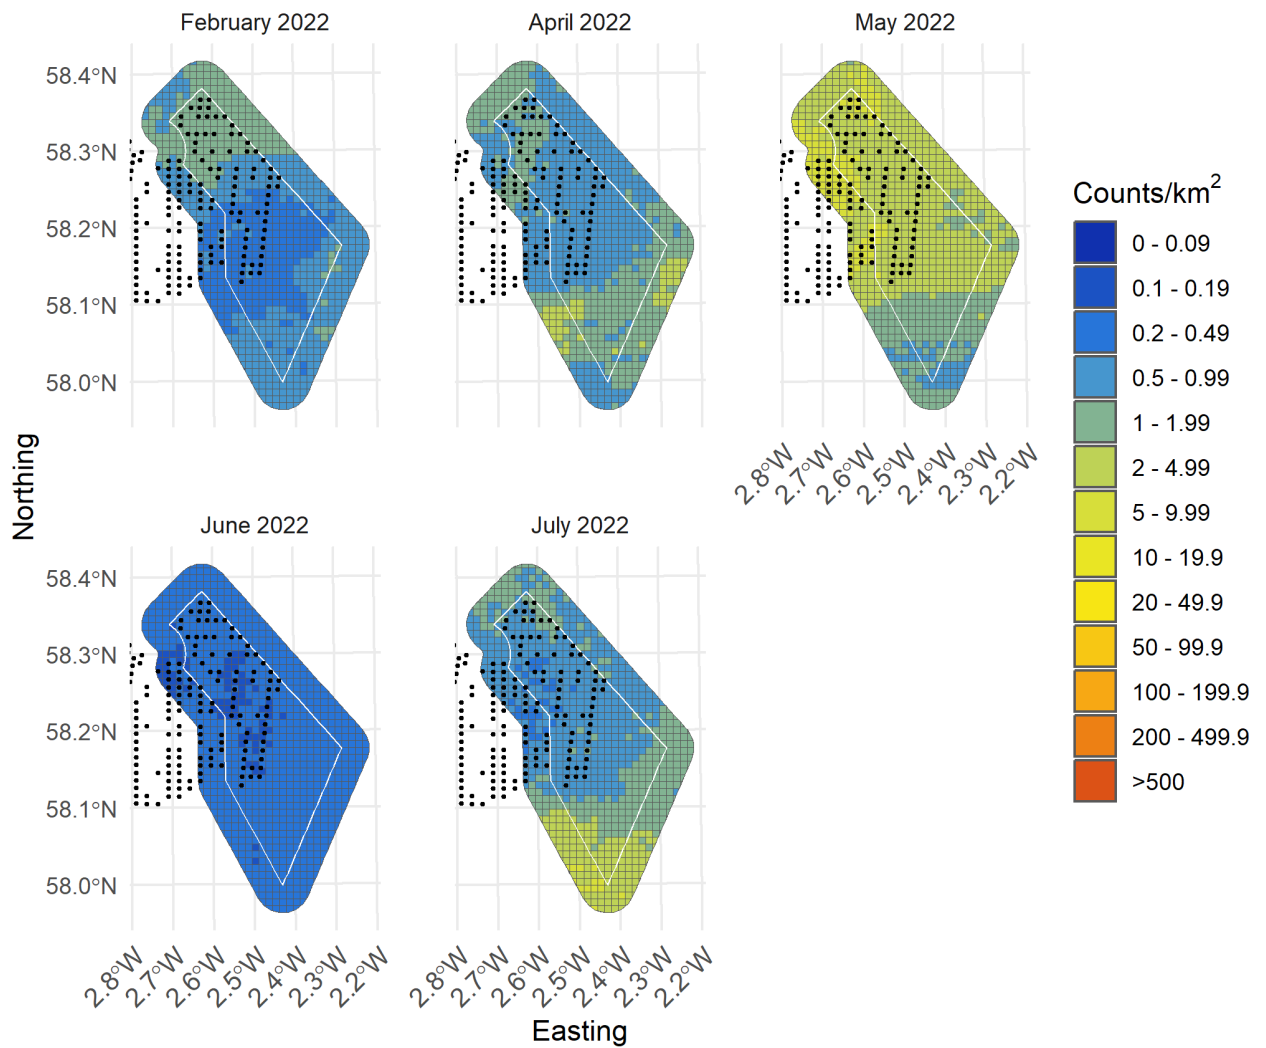 February 2022
April 2022
May 2022
58.4°N
58.3°N
58.2°N
58.1°N
58.0°N
2.8°W
2.7°W
2.6°W
2.5°W
2.4°W
2.3°W
2.2°W
Northing
June 2022
July 2022
58.4°N
58.3°N
58.2°N
58.1°N
58.0°N
2.8°W
2.7°W
2.6°W
2.5°W
2.4°W
2.3°W
2.2°W
2.8°W
2.7°W
2.6°W
2.5°W
2.4°W
2.3°W
2.2°W
Easting
Counts/km²
0 - 0.09
0.1 - 0.19
0.2 - 0.49
0.5 - 0.99
1 - 1.99
2 - 4.99
5 - 9.99
10 - 19.9
20 - 49.9
50 - 99.9
100 - 199.9
200 - 499.9
>500